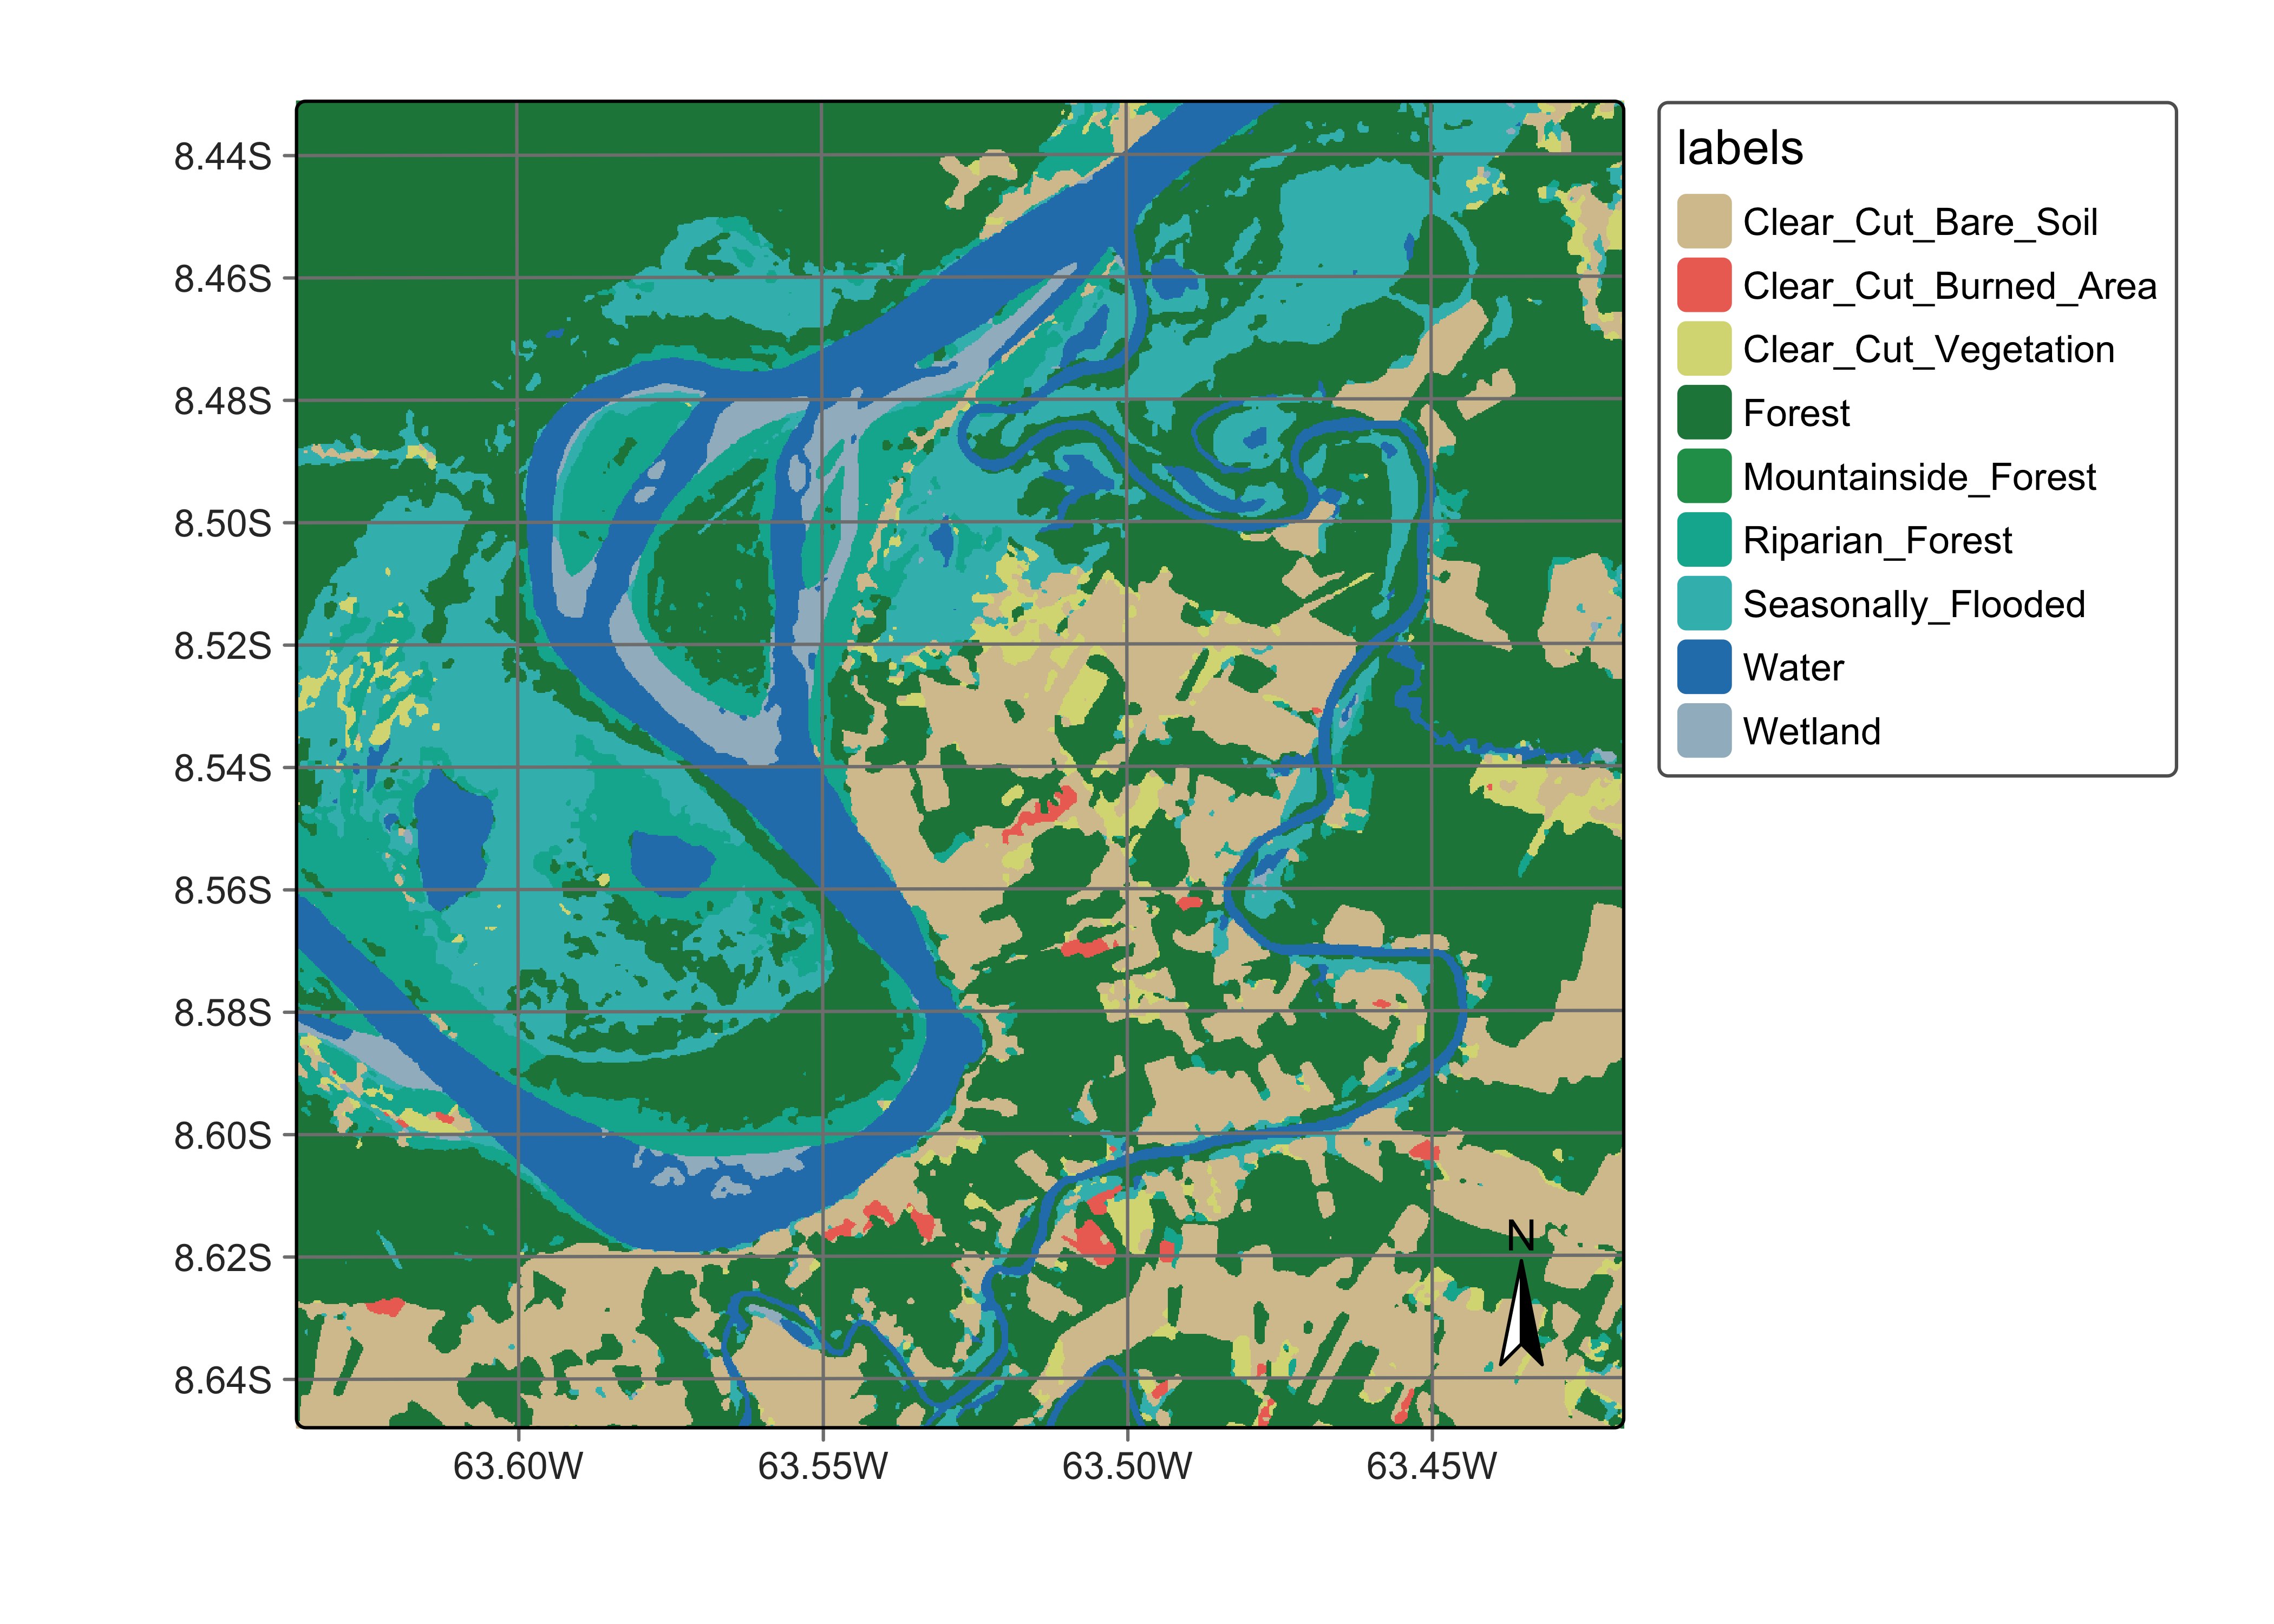 labels
Clear_Cut_Bare_Soil
Clear_Cut_Burned_Area
Clear_Cut_Vegetation
Forest
Mountainside_Forest
Riparian_Forest
Seasonally_Flooded
Water
Wetland
8.44S
8.46S
8.48S
8.50S
8.52S
8.54S
8.56S
8.58S
8.60S
8.62S
8.64S
N
63.60W 63.55W 63.50W 63.45W